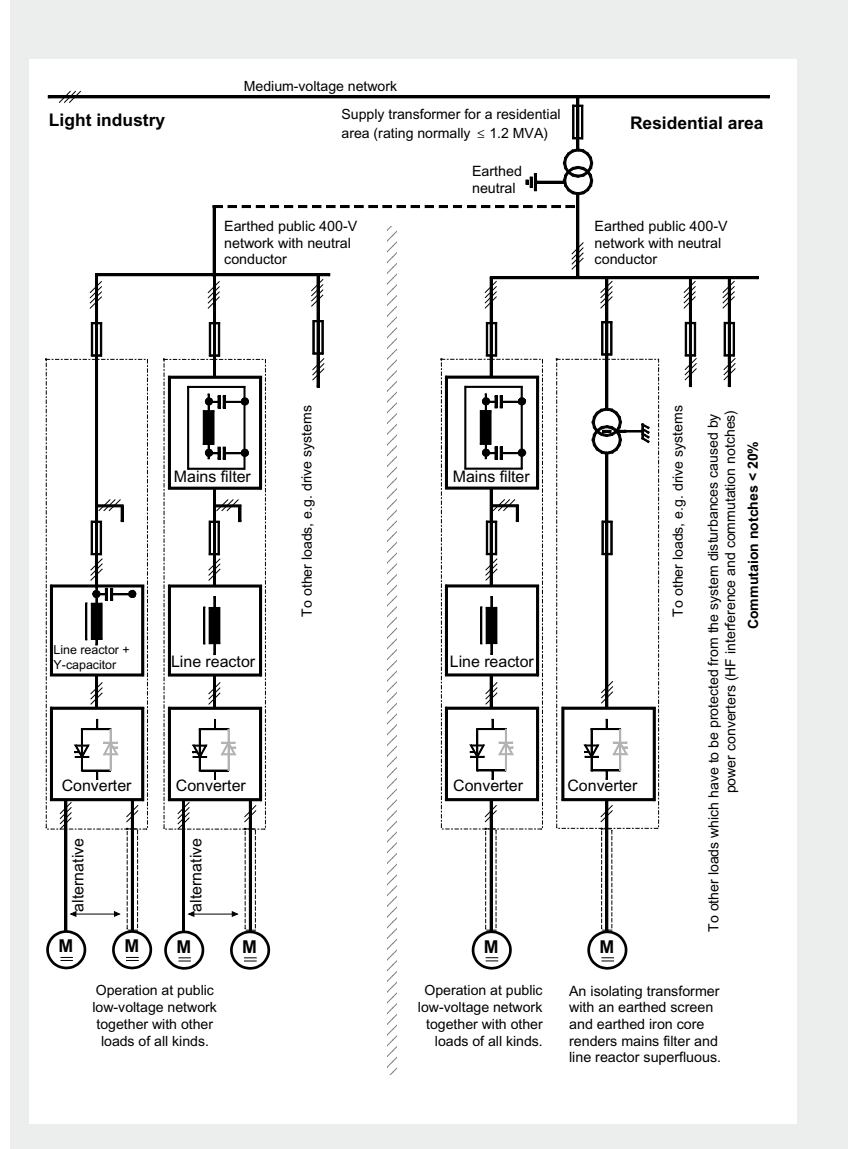 Medium-voltage network
Light industry
Supply transformer for a residential
area (rating normally ≤ 1.2 MVA)
Residential area
Earthed
neutral
Earthed public 400-V
network with neutral
conductor
Earthed public 400-V
network with neutral
conductor
Mains filter
Mains filter
To other loads, e.g. drive systems
To other loads, e.g. drive systems
To other loads which have to be protected from the system disturbances caused by
power converters (HF interference and commutation notches)
Commutaion notches < 20%
Line reactor +
Y-capacitor
Line reactor
Line reactor
Converter
Converter
Converter
Converter
alternative
alternative
M
M
M
M
M
M
Operation at public
low-voltage network
together with other
loads of all kinds.
Operation at public
low-voltage network
together with other
loads of all kinds.
An isolating transformer
with an earthed screen
and earthed iron core
renders mains filter and
line reactor superfluous.